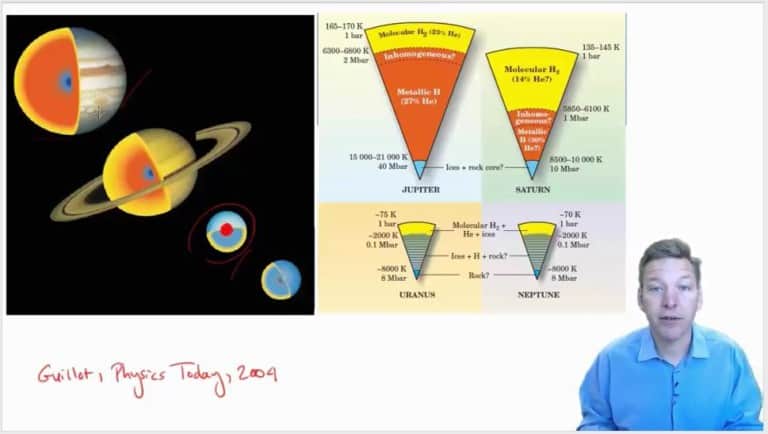 165–170 K
1 bar
Molecular H₂ (23% He)
6300–6800 K
2 Mbar
Inhomogeneous?
Metallic H
(27% He)
15 000–21 000 K
40 Mbar
Ices + rock core?
JUPITER
135–145 K
1 bar
Molecular H₂
(14% He?)
5850–6100 K
1 Mbar
Inhomo-
geneous?
Metallic
H (30%
He?)
8500–10 000 K
10 Mbar
SATURN
~75 K
1 bar
~2000 K
0.1 Mbar
~8000 K
8 Mbar
URANUS
Molecular H₂ +
He + ices
Ices + H + rock?
Rock?
~70 K
1 bar
~2000 K
0.1 Mbar
~8000 K
8 Mbar
NEPTUNE
Guillot, Physics Today, 2004